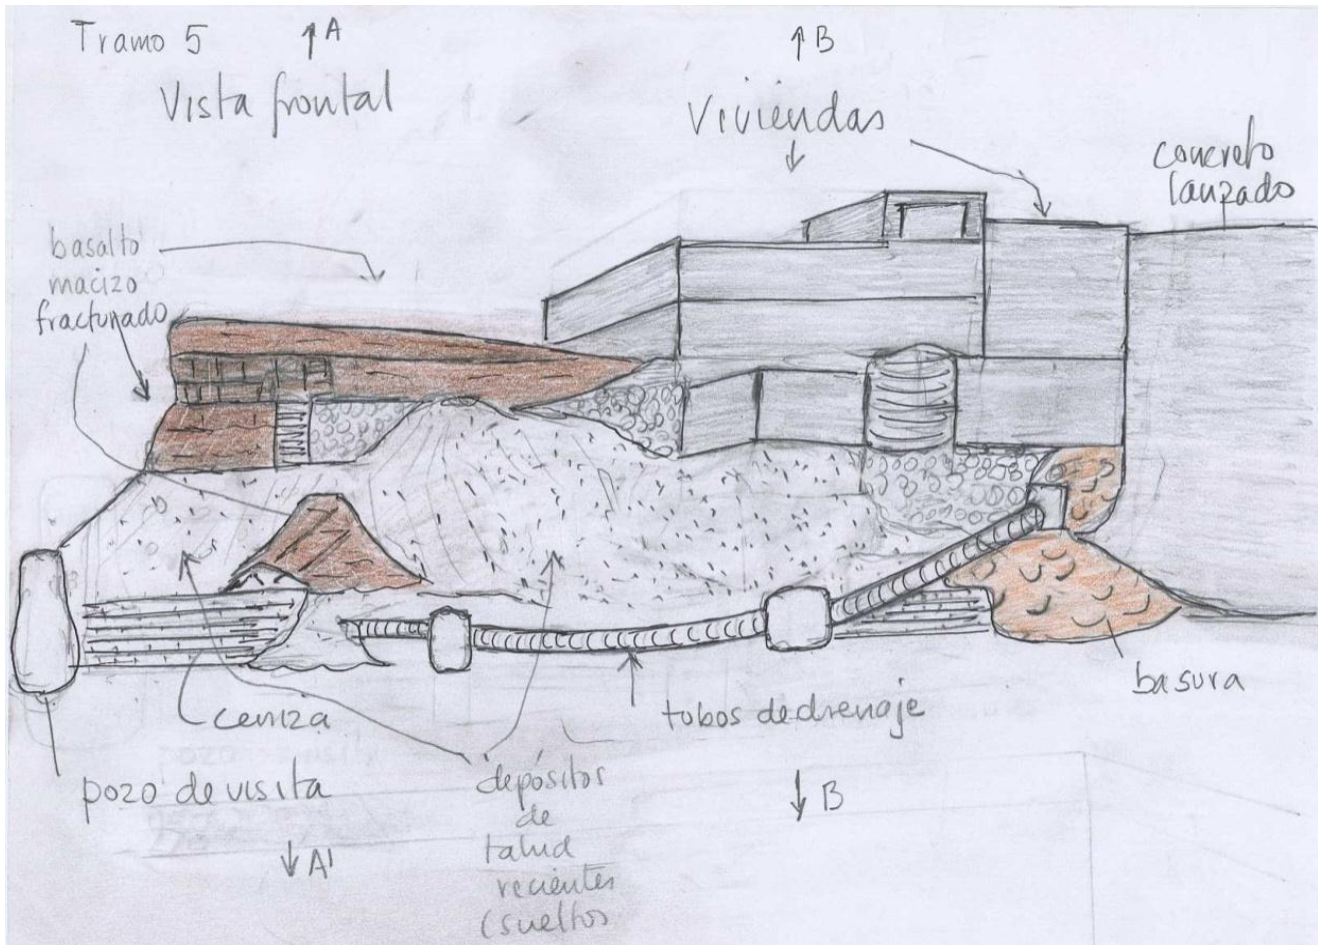 Tramo 5
↑ A
↑ B
Vista frontal
Viviendas
concreto
lanzado
basalto
macizo
fracturado
ceniza
tubos de drenaje
basura
pozo de visita
depósitos
de
talud
recientes
(sueltos
↓ B
↓ A'